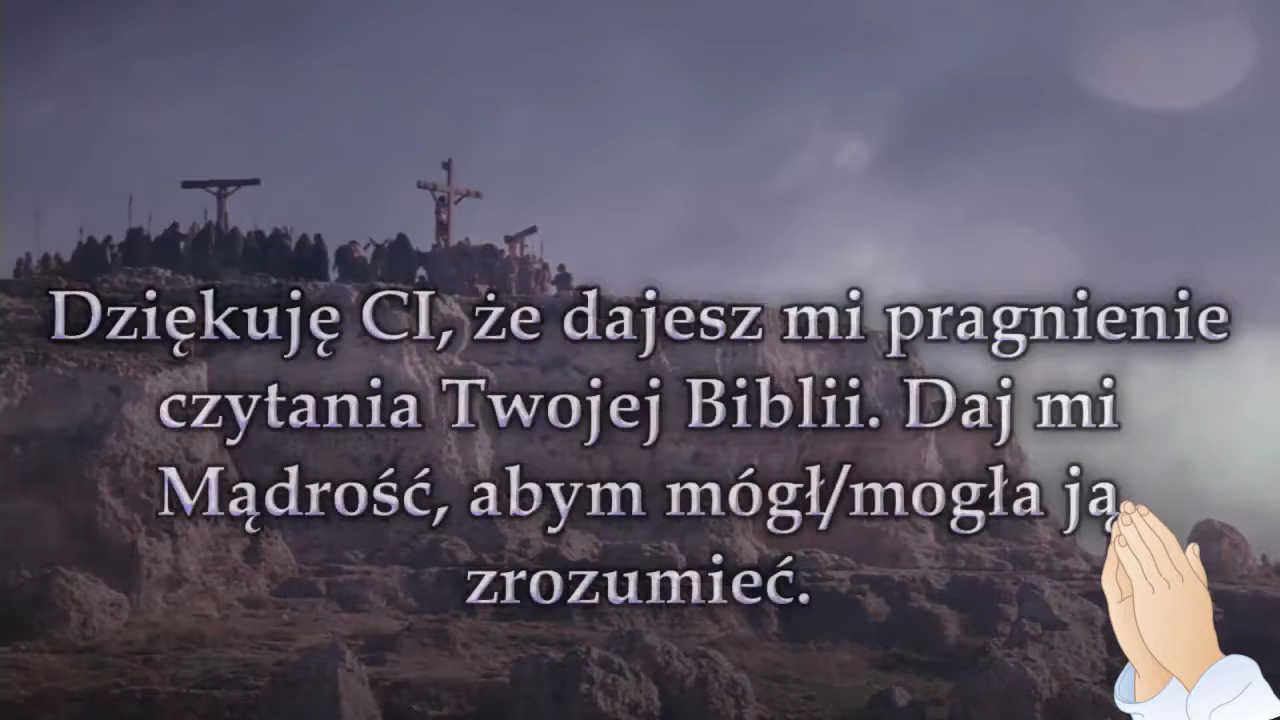 Dziękuję CI, że dajesz mi pragnienie
czytania Twojej Biblii. Daj mi
Mądrość, abym mógł/mogła ją
zrozumieć.